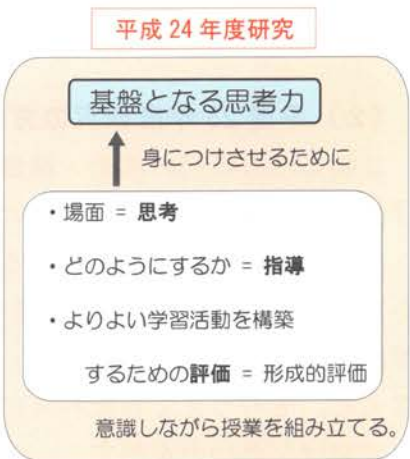 平成 24 年度研究
基盤となる思考力
身につけさせるために
・場面 = 思考
・どのようにするか = 指導
・よりよい学習活動を構築
するための評価 = 形成的評価
意識しながら授業を組み立てる。